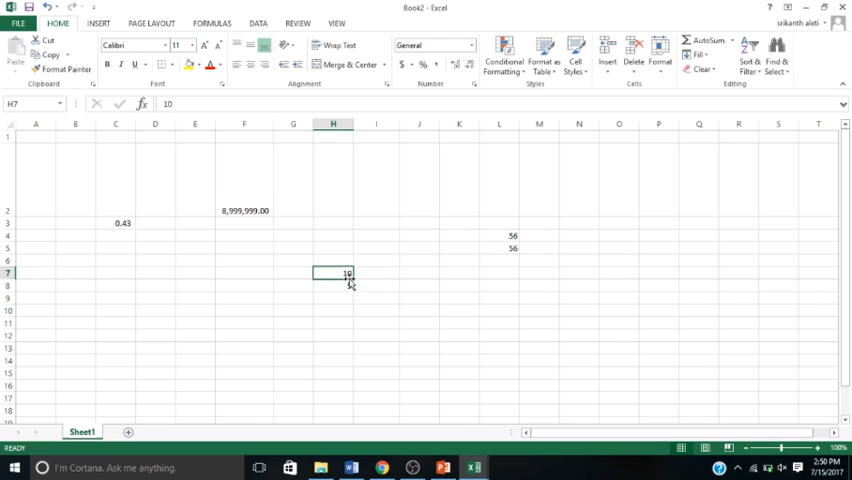 Book2 - Excel
FILE HOME INSERT PAGE LAYOUT FORMULAS DATA REVIEW VIEW srikanth aleti
Paste Cut Copy Format Painter Clipboard
Calibri 11 B I U A Font
Wrap Text Merge & Center Alignment
General $ % , Number
Conditional Formatting Format as Table Cell Styles Styles
Insert Delete Format Cells
AutoSum Fill Clear Sort & Filter Find & Select Editing
H7 fx 10
A B C D E F G H I J K L M N O P Q R S T
1
2 8,999,999.00
3 0.43
4 56
5 56
6
7 10
8
9
10
11
12
13
14
15
16
17
18
Sheet1
READY 100%
I'm Cortana. Ask me anything. 2:50 PM
7/15/2017